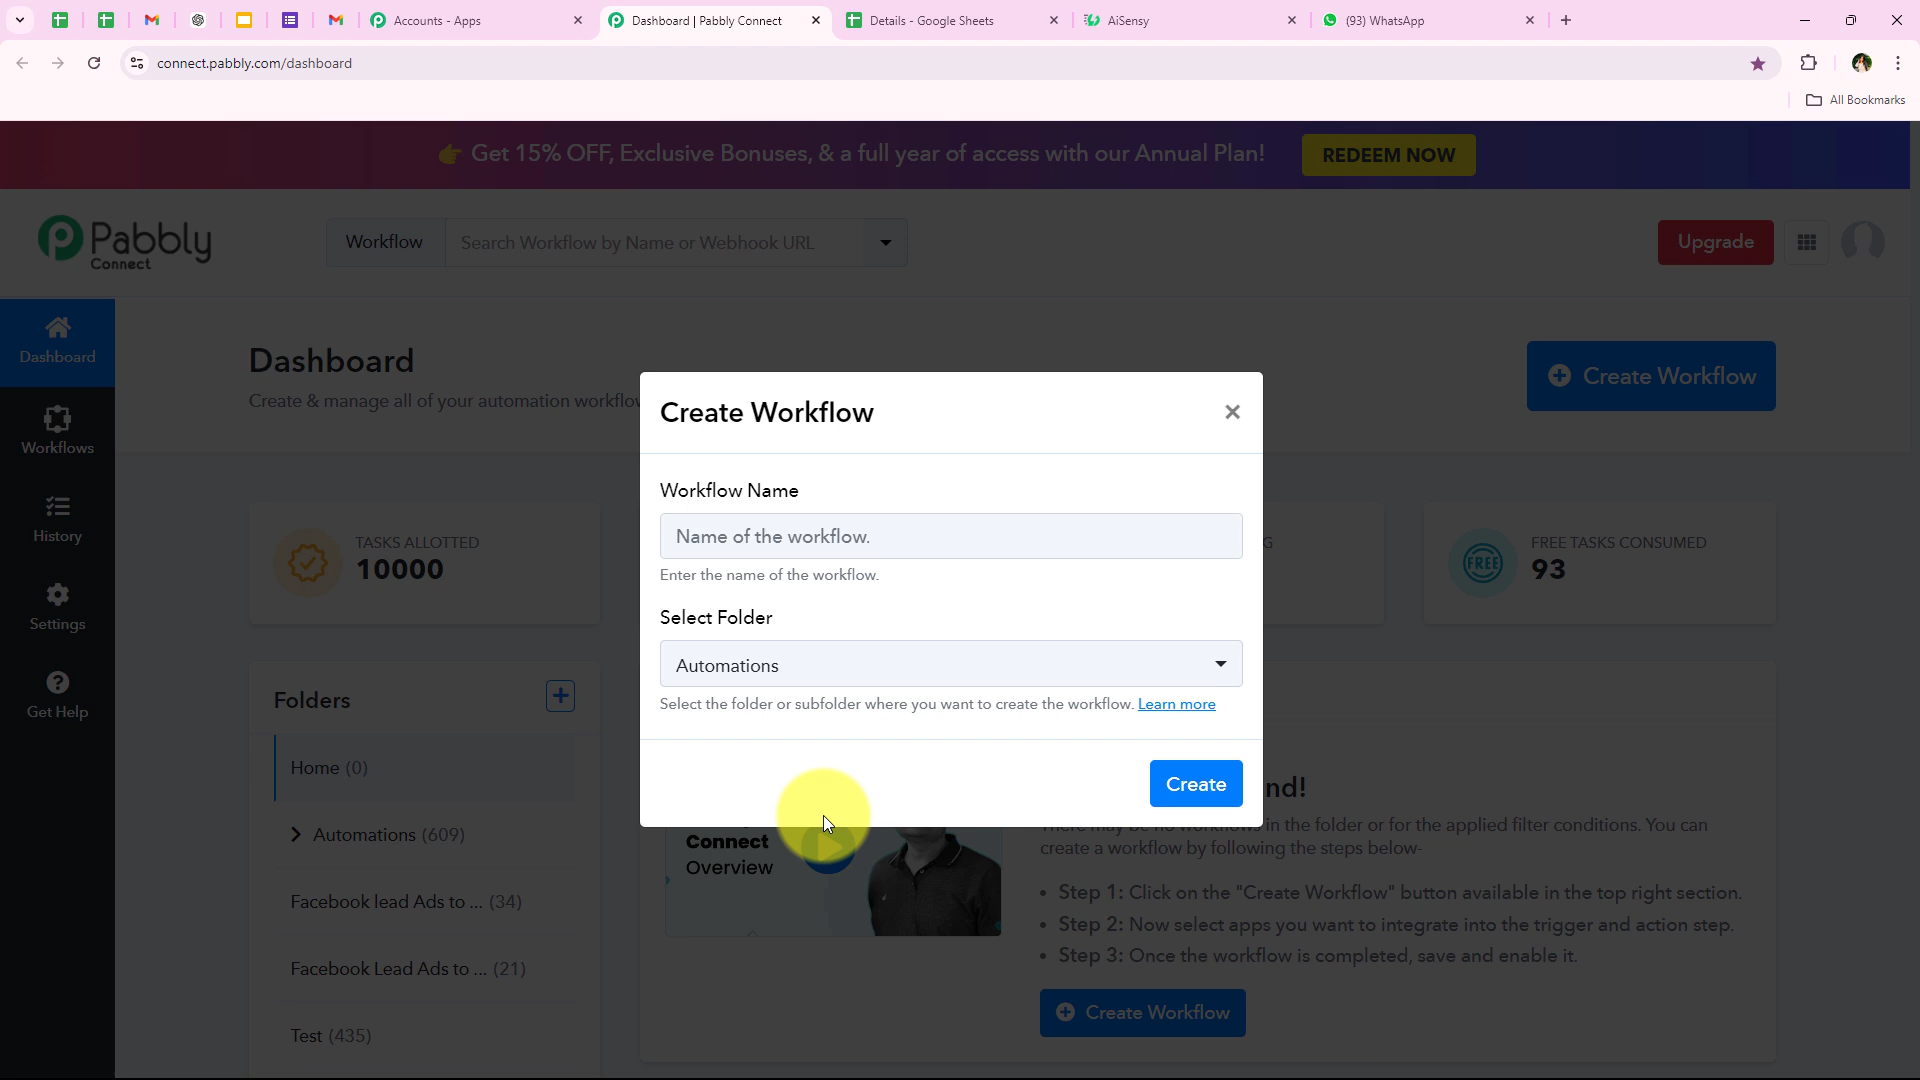 Accounts - Apps
Dashboard | Pabbly Connect
Details - Google Sheets
AiSensy
(93) WhatsApp
connect.pabbly.com/dashboard
All Bookmarks
Get 15% OFF, Exclusive Bonuses, & a full year of access with our Annual Plan!
REDEEM NOW
Pabbly
Connect
Workflow
Search Workflow by Name or Webhook URL
Upgrade
Dashboard
Workflows
History
Settings
Get Help
Dashboard
Create & manage all of your automation
Create Workflow
TASKS ALLOTTED
10000
FREE TASKS CONSUMED
93
FREE
Folders
Home (0)
Automations (609)
Facebook lead Ads to ... (34)
Facebook Lead Ads to ... (21)
Test (435)
Create Workflow
Workflow Name
Name of the workflow.
Enter the name of the workflow.
Select Folder
Automations
Select the folder or subfolder where you want to create the workflow. Learn more
Create
Connect
Overview
nd!
in the folder or for the applied filter conditions. You can
create a workflow by following the steps below-
• Step 1: Click on the "Create Workflow" button available in the top right section.
• Step 2: Now select apps you want to integrate into the trigger and action step.
• Step 3: Once the workflow is completed, save and enable it.
Create Workflow